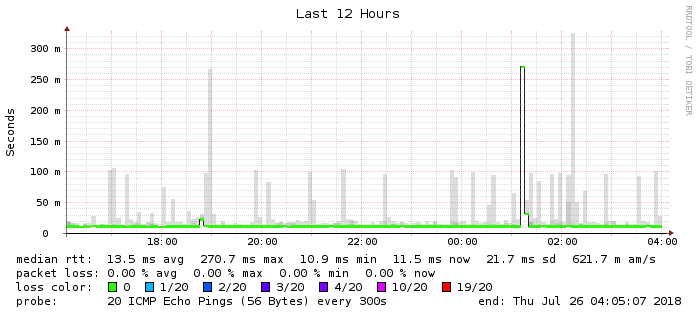 Last 12 Hours
RRDTOOL / TOBI OETIKER
Seconds
300 m
250 m
200 m
150 m
100 m
50 m
0
18:00 20:00 22:00 00:00 02:00 04:00
median rtt: 13.5 ms avg 270.7 ms max 10.9 ms min 11.5 ms now 21.7 ms sd 621.7 m am/s
packet loss: 0.00 % avg 0.00 % max 0.00 % min 0.00 % now
loss color: 0 1/20 2/20 3/20 4/20 10/20 19/20
probe: 20 ICMP Echo Pings (56 Bytes) every 300s end: Thu Jul 26 04:05:07 2018